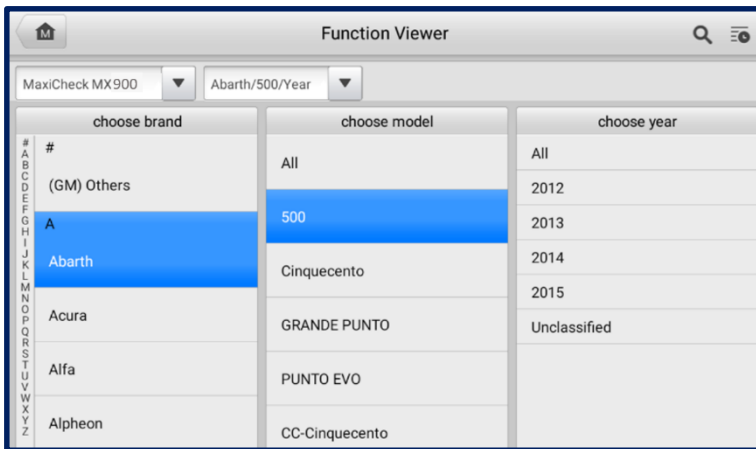 M
Function Viewer
MaxiCheck MX900
Abarth/500/Year
choose brand
#
A
B
C
D
E
F
G
H
I
J
K
L
M
N
O
P
Q
R
S
T
U
V
W
X
Y
Z
#
(GM) Others
A
Abarth
Acura
Alfa
Alpheon
choose model
All
500
Cinquecento
GRANDE PUNTO
PUNTO EVO
CC-Cinquecento
choose year
All
2012
2013
2014
2015
Unclassified